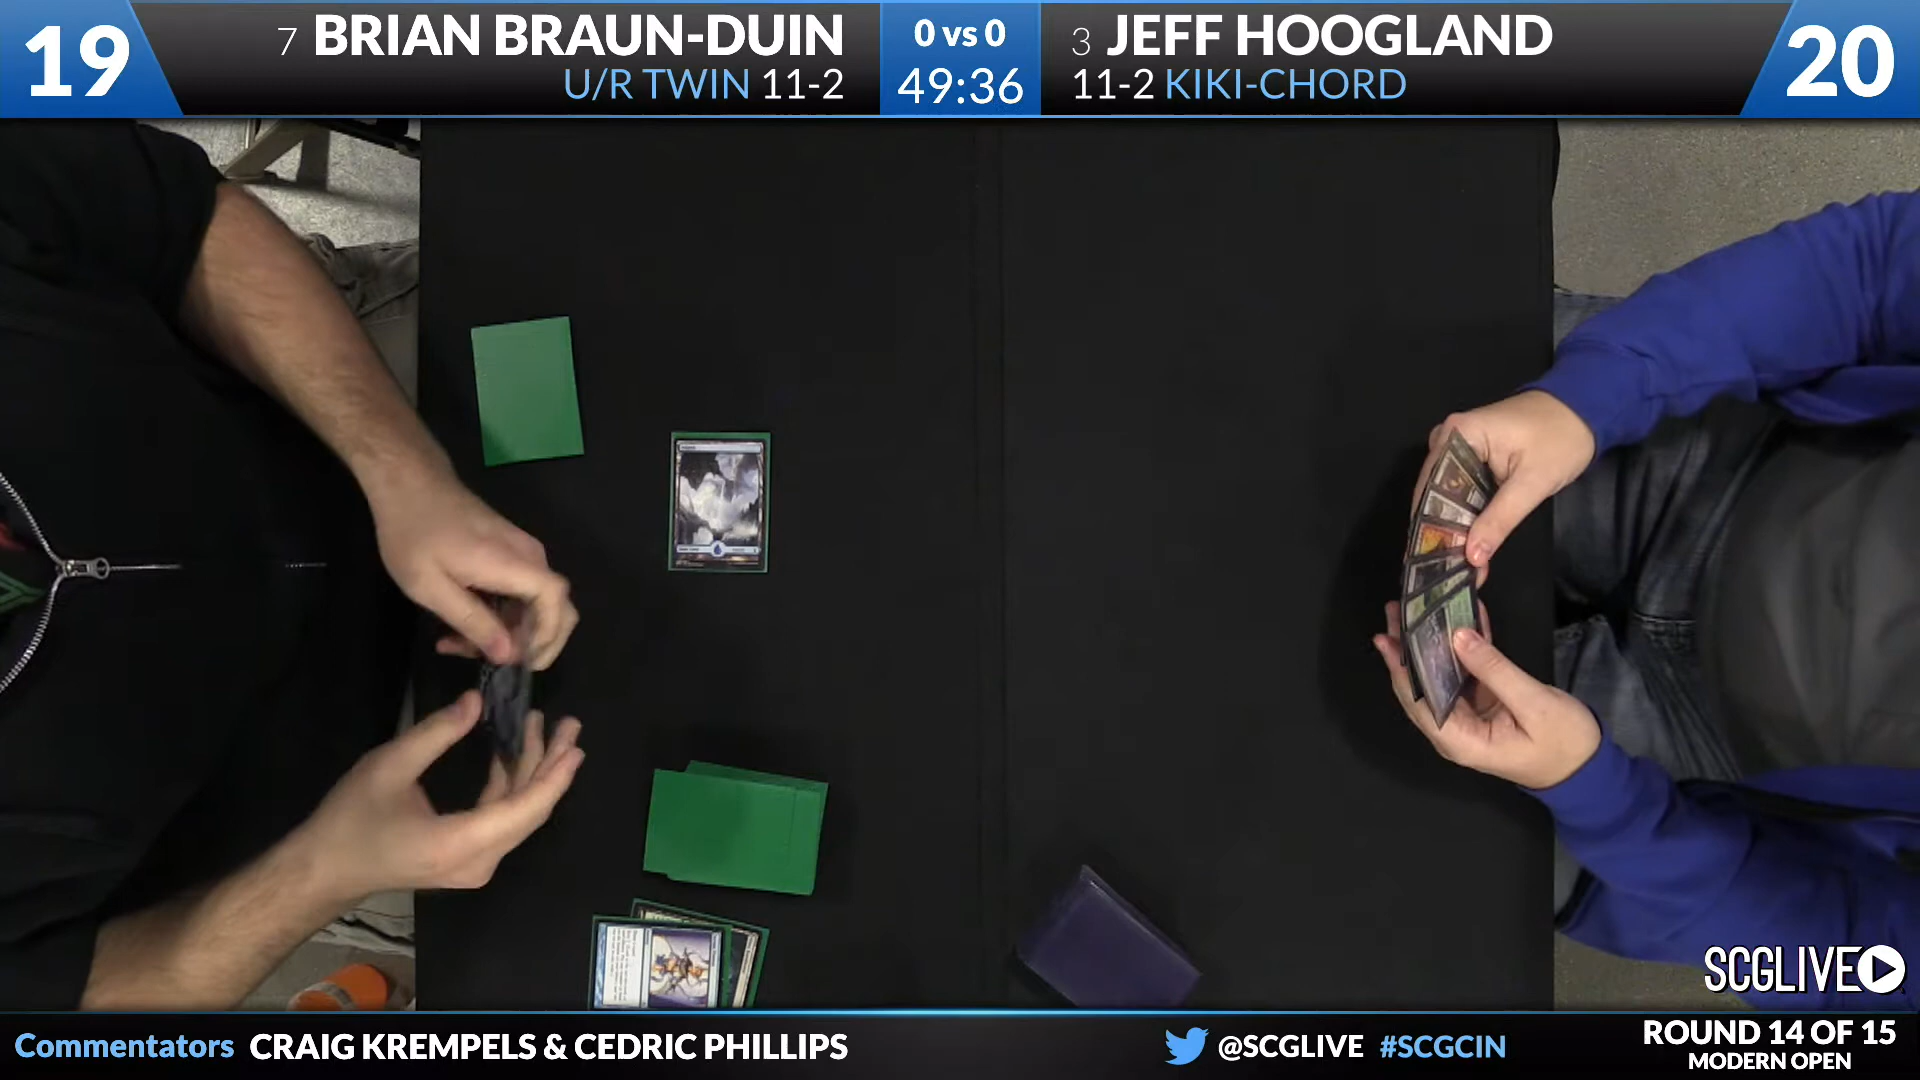 19
7 BRIAN BRAUN-DUIN
U/R TWIN 11-2
0 vs 0
49:36
3 JEFF HOOGLAND
11-2 KIKI-CHORD
20
SCGLIVE
Commentators CRAIG KREMPELS & CEDRIC PHILLIPS
@SCGLIVE #SCGCIN
ROUND 14 OF 15
MODERN OPEN